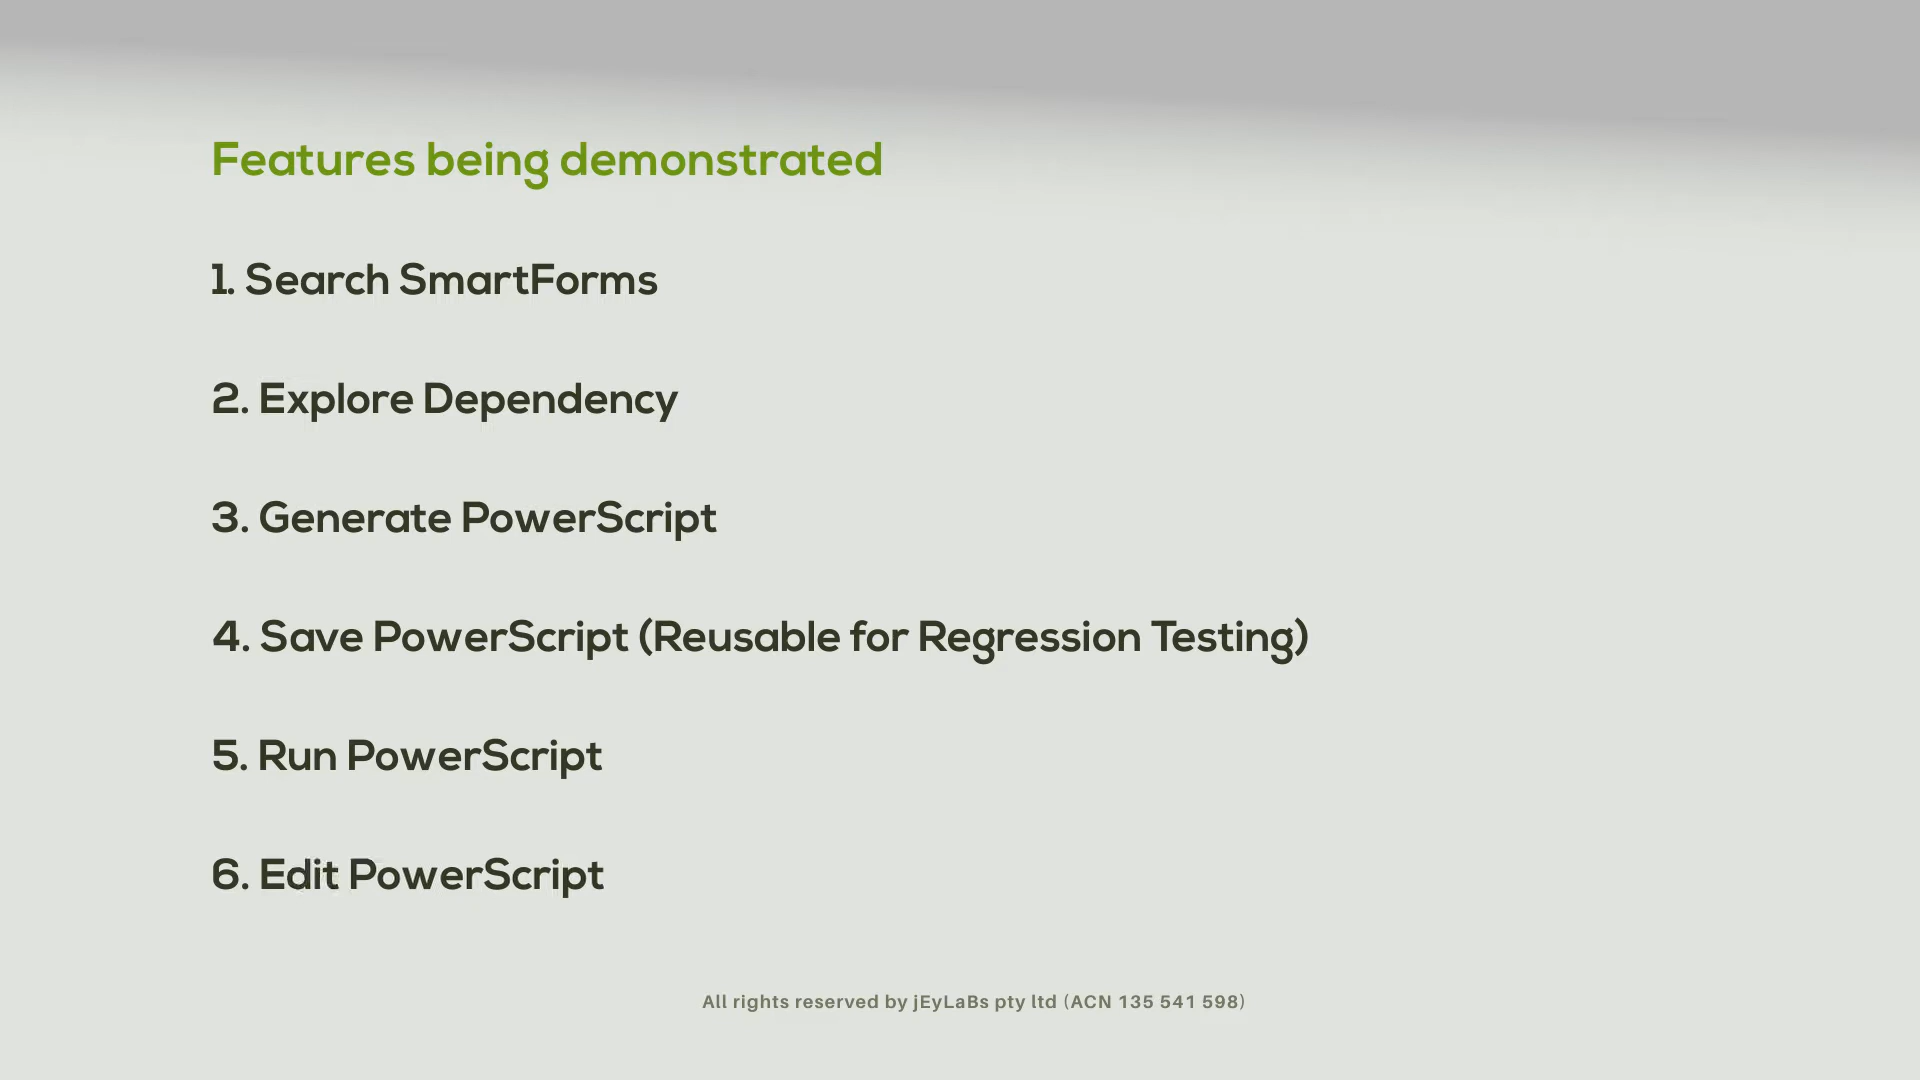 Features being demonstrated
1. Search SmartForms
2. Explore Dependency
3. Generate PowerScript
4. Save PowerScript (Reusable for Regression Testing)
5. Run PowerScript
6. Edit PowerScript
All rights reserved by jEyLaBs pty ltd (ACN 135 541 598)